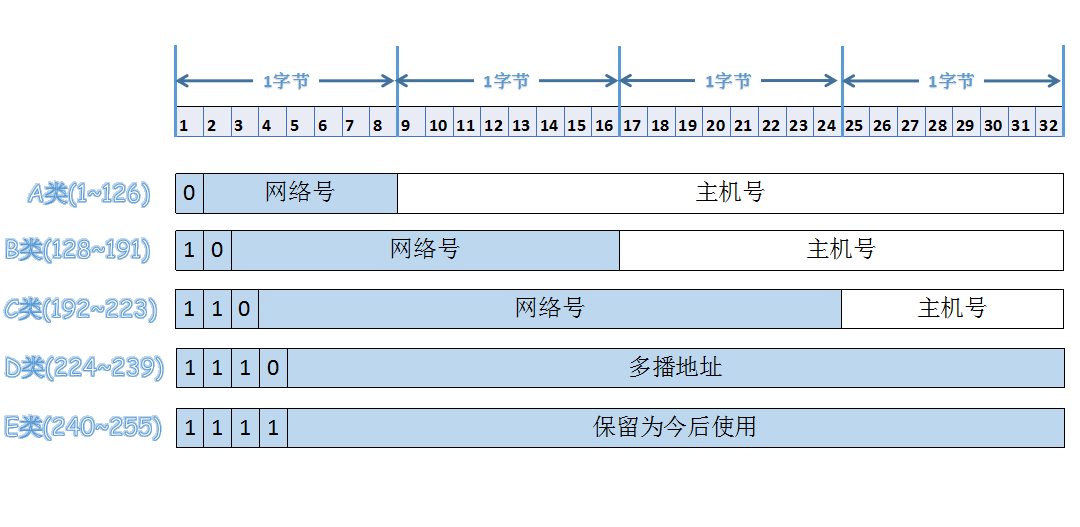 1字节 1字节 1字节 1字节
1 2 3 4 5 6 7 8 9 10 11 12 13 14 15 16 17 18 19 20 21 22 23 24 25 26 27 28 29 30 31 32
A类(1~126) 0 网络号 主机号
B类(128~191) 1 0 网络号 主机号
C类(192~223) 1 1 0 网络号 主机号
D类(224~239) 1 1 1 0 多播地址
E类(240~255) 1 1 1 1 保留为今后使用